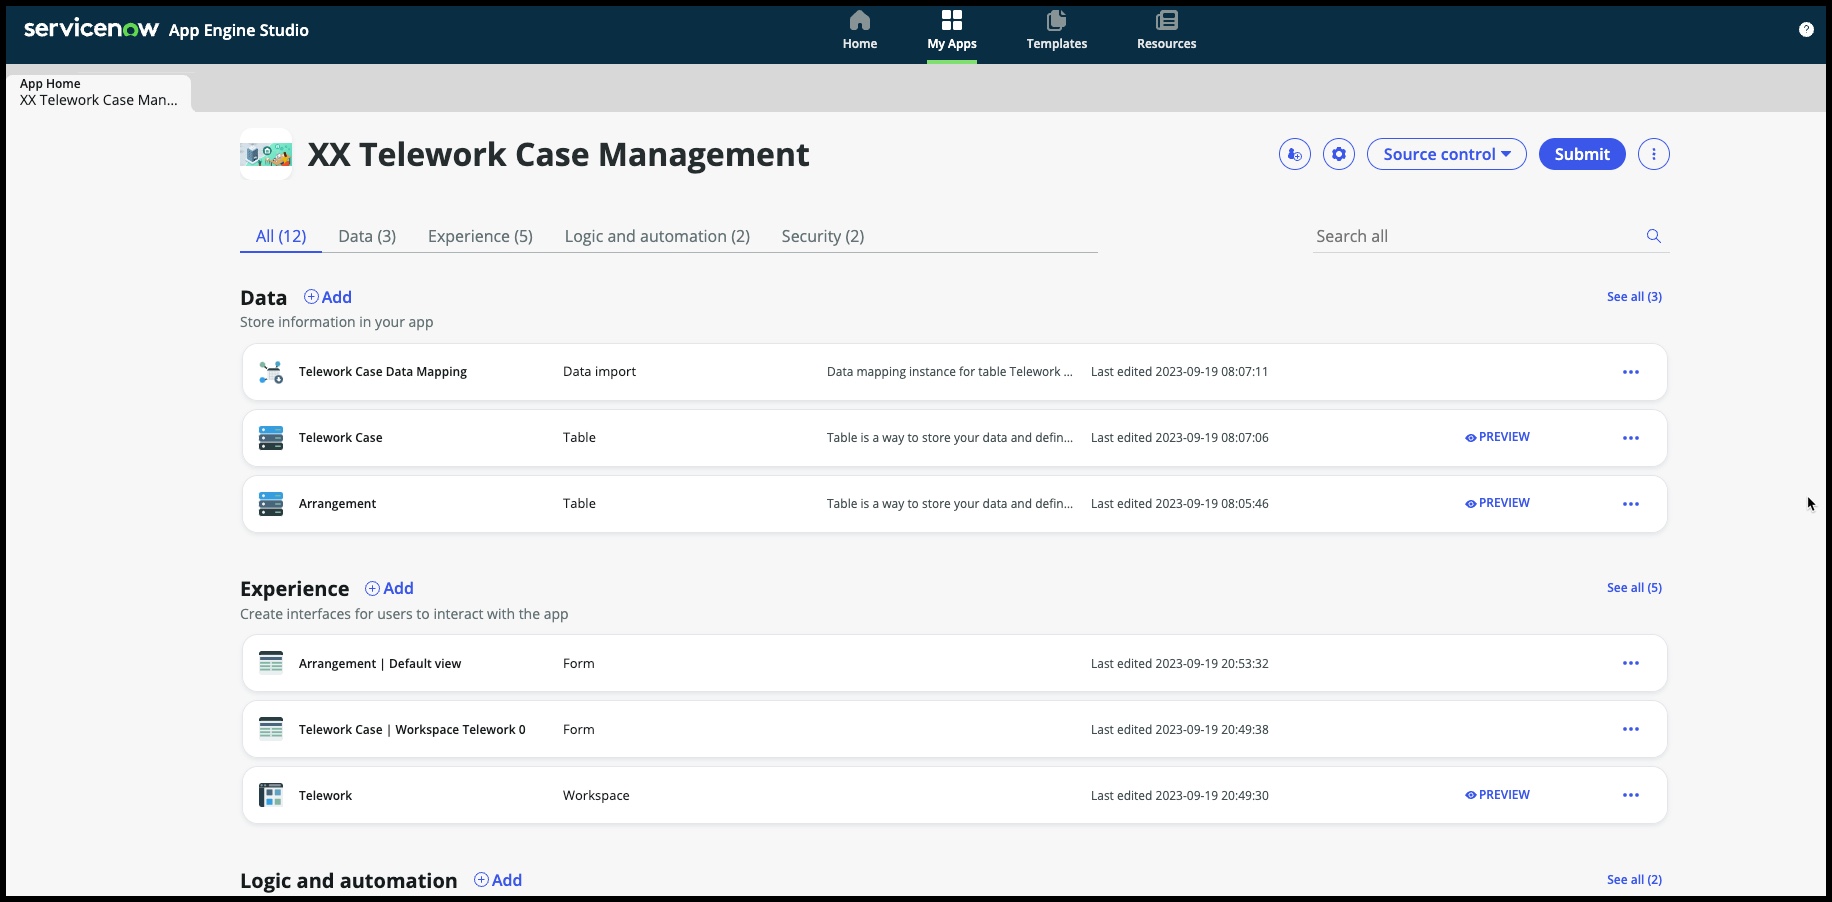 servicenow App Engine Studio
Home
My Apps
Templates
Resources
?
App Home
XX Telework Case Man...
XX Telework Case Management
Source control
Submit
All (12)
Data (3)
Experience (5)
Logic and automation (2)
Security (2)
Search all
Data
Add
See all (3)
Store information in your app
Telework Case Data Mapping
Data import
Data mapping instance for table Telework ...
Last edited 2023-09-19 08:07:11
Telework Case
Table
Table is a way to store your data and defin...
Last edited 2023-09-19 08:07:06
PREVIEW
Arrangement
Table
Table is a way to store your data and defin...
Last edited 2023-09-19 08:05:46
PREVIEW
Experience
Add
See all (5)
Create interfaces for users to interact with the app
Arrangement | Default view
Form
Last edited 2023-09-19 20:53:32
Telework Case | Workspace Telework 0
Form
Last edited 2023-09-19 20:49:38
Telework
Workspace
Last edited 2023-09-19 20:49:30
PREVIEW
Logic and automation
Add
See all (2)